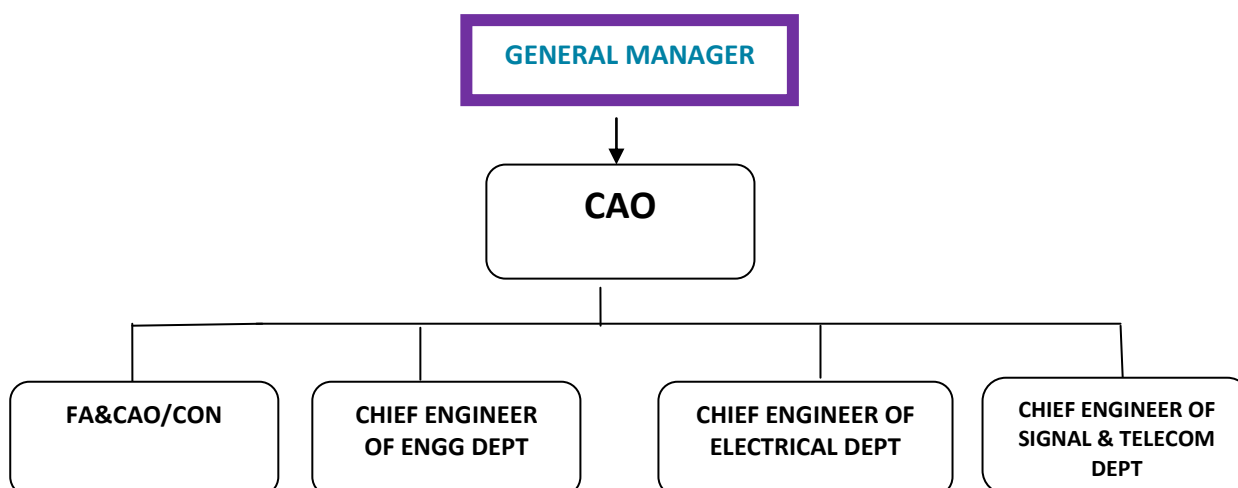 GENERAL MANAGER
CAO
FA&CAO/CON
CHIEF ENGINEER
OF ENGG DEPT
CHIEF ENGINEER OF
ELECTRICAL DEPT
CHIEF ENGINEER OF
SIGNAL & TELECOM
DEPT